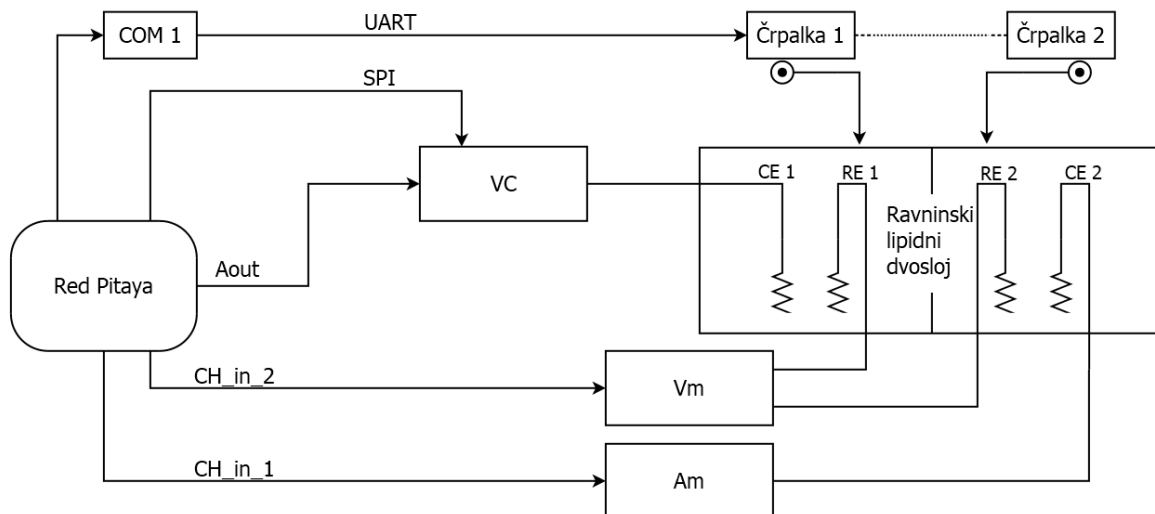 COM 1
UART
Črpalka 1
Črpalka 2
SPI
VC
CE 1
RE 1
RE 2
CE 2
Ravninski
lipidni
dvosloj
Red Pitaya
Aout
CH_in_2
Vm
CH_in_1
Am